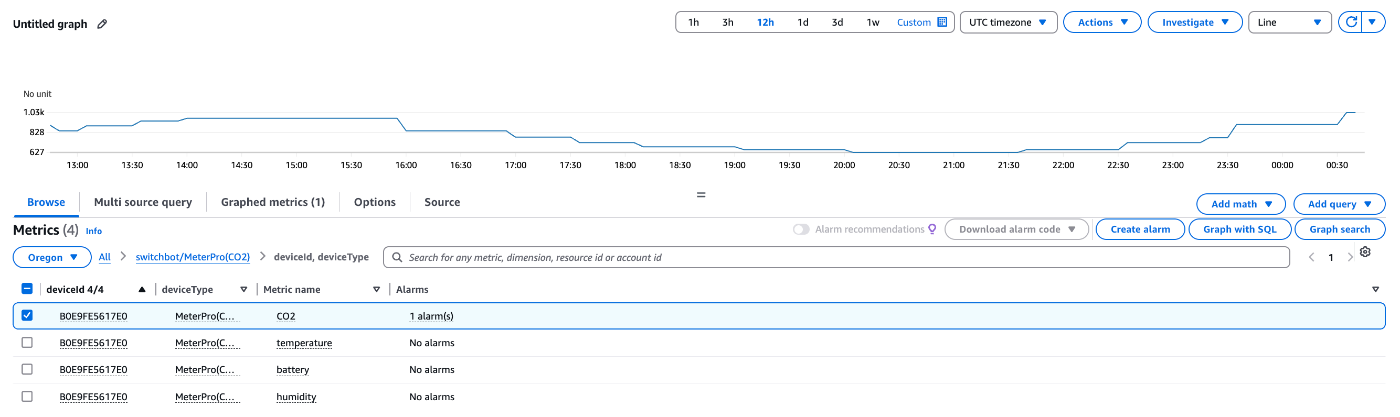 Untitled graph 1h 3h 12h 1d 3d 1w Custom UTC timezone Actions Investigate Line
No unit
1.03k
828
627
13:00 13:30 14:00 14:30 15:00 15:30 16:00 16:30 17:00 17:30 18:00 18:30 19:00 19:30 20:00 20:30 21:00 21:30 22:00 22:30 23:00 23:30 00:00 00:30
Browse Multi source query Graphed metrics (1) Options Source Add math Add query
Metrics (4) Info Alarm recommendations Download alarm code Create alarm Graph with SQL Graph search
Oregon All switchbot/MeterPro(CO2) deviceId, deviceType Search for any metric, dimension, resource id or account id 1
deviceId 4/4 deviceType Metric name Alarms
B0E9FE5617E0 MeterPro(C... CO2 1 alarm(s)
B0E9FE5617E0 MeterPro(C... temperature No alarms
B0E9FE5617E0 MeterPro(C... battery No alarms
B0E9FE5617E0 MeterPro(C... humidity No alarms